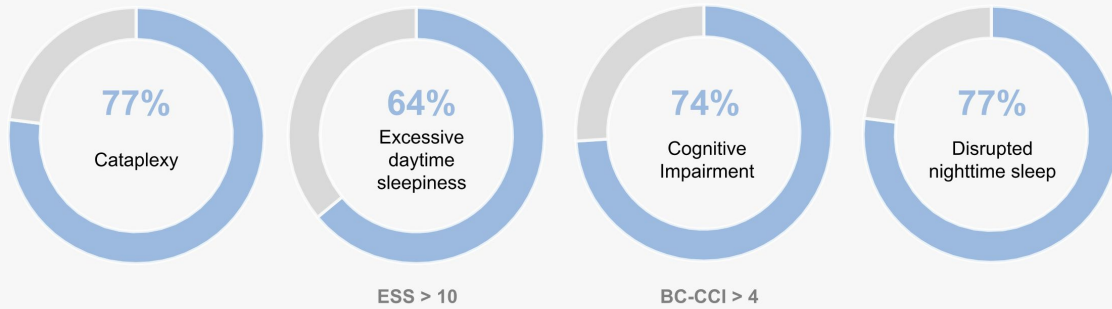 77%
Cataplexy
64%
Excessive
daytime
sleepiness
74%
Cognitive
Impairment
77%
Disrupted
nighttime sleep
ESS > 10
BC-CCI > 4